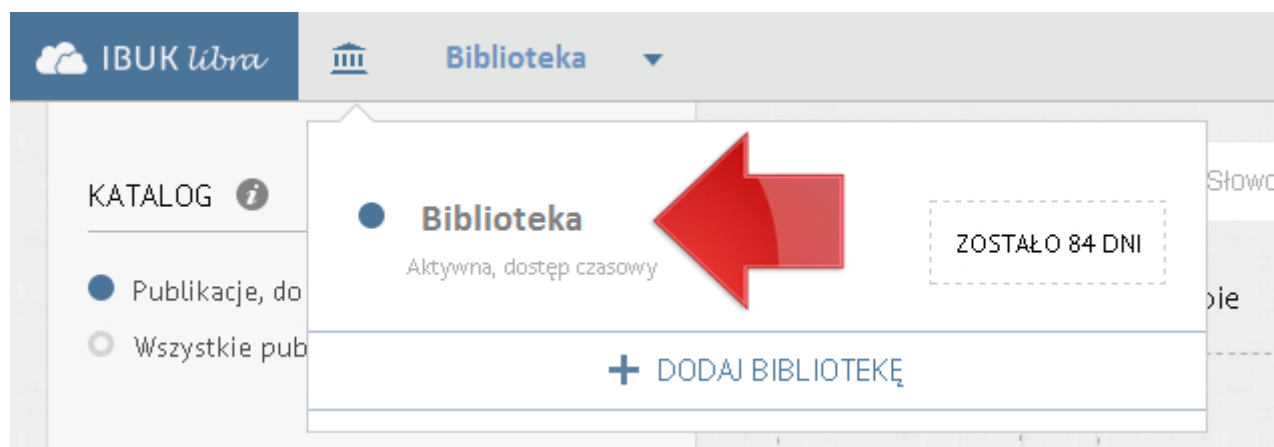 IBUK libra
Biblioteka
KATALOG
Biblioteka
Aktywna, dostęp czasowy
ZOSTAŁO 84 DNI
Publikacje, do
Wszystkie pub
DODAJ BIBLIOTEKĘ